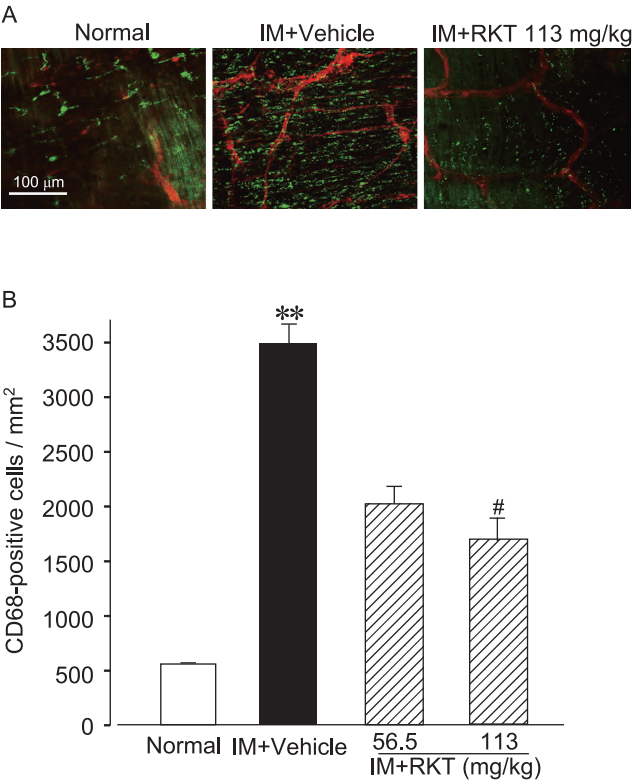 A
Normal IM+Vehicle IM+RKT 113 mg/kg
100 μm
B
CD68-positive cells / mm²
3500
3000
2500
2000
1500
1000
500
0
**
#
Normal IM+Vehicle 56.5 113
IM+RKT (mg/kg)